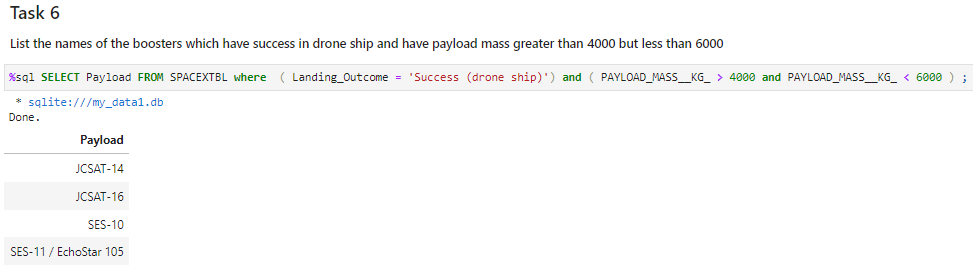 Task 6
List the names of the boosters which have success in drone ship and have payload mass greater than 4000 but less than 6000
%sql SELECT Payload FROM SPACEXTBL where  ( Landing_Outcome = 'Success (drone ship)') and ( PAYLOAD_MASS__KG_ > 4000 and PAYLOAD_MASS__KG_ < 6000 ) ;
* sqlite:///my_data1.db
Done.
Payload
JCSAT-14
JCSAT-16
SES-10
SES-11 / EchoStar 105